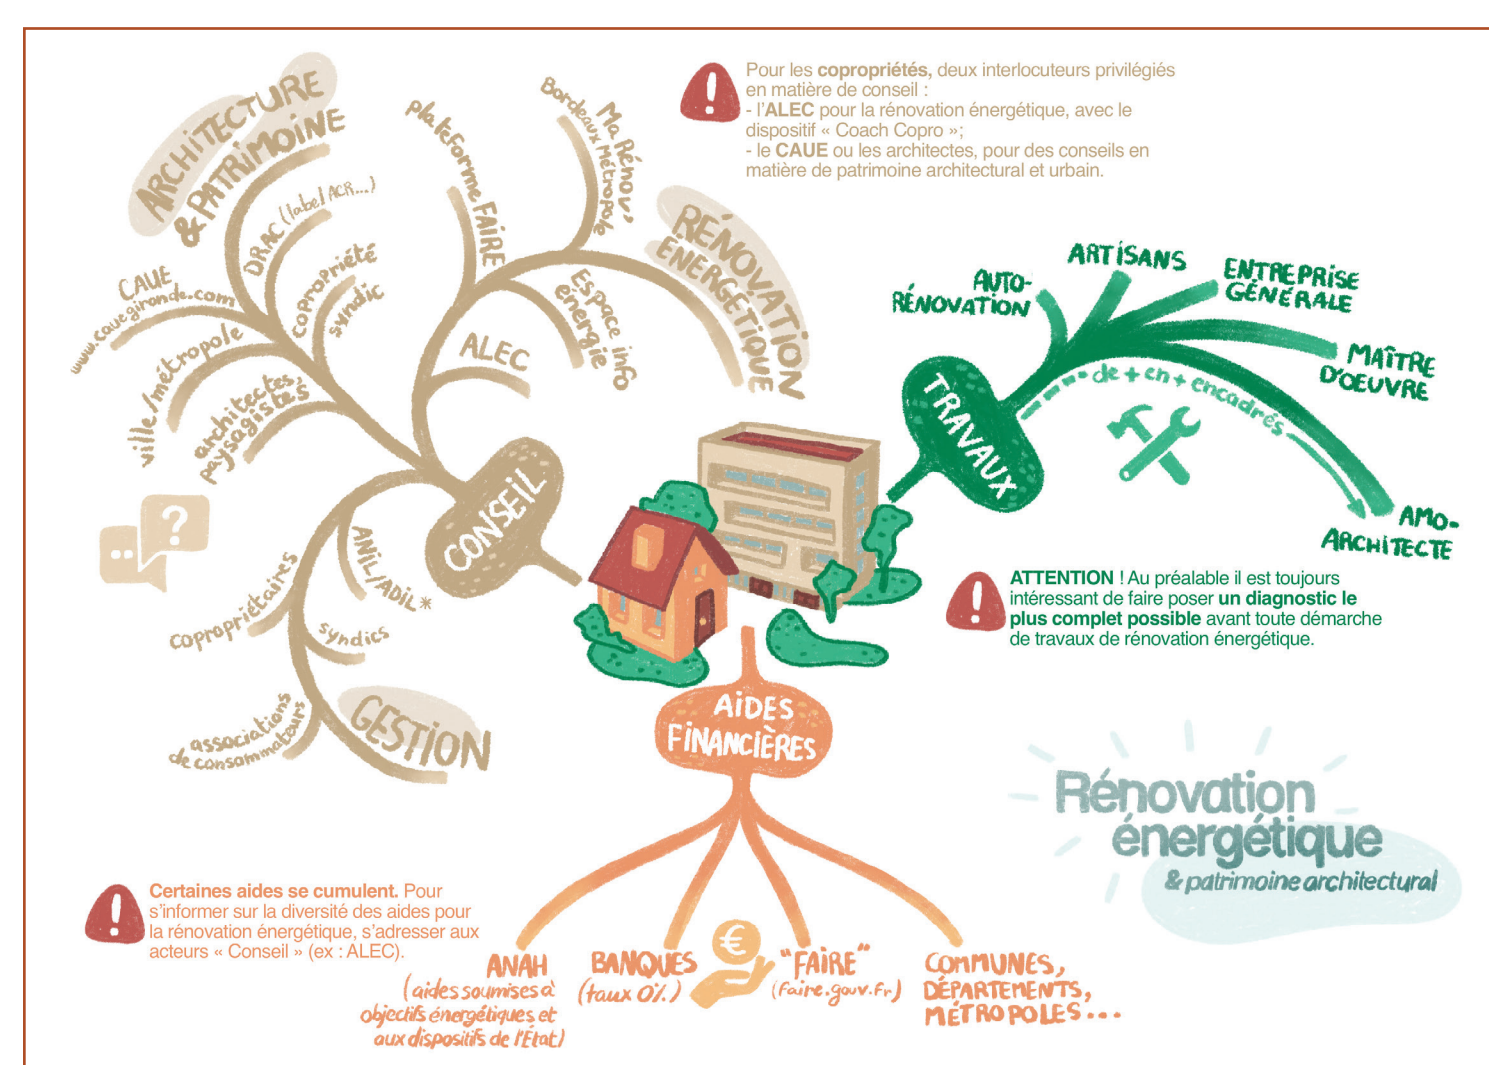 ARCHITECTURE
& PATRIMOINE
DRAC (label ACR...)
copropriété
syndic
CAUE
www.cauegironde.com
ville/métropole
architectes,
paysagistes
plateforme FAIRE
Ma Rénov'
Bordeaux Métropole
RÉNOVATION
ÉNERGÉTIQUE
Espace info
énergie
ALEC
CONSEIL
ANIL/ADIL*
copropriétaires
syndics
associations
de consommateurs
GESTION
Pour les copropriétés, deux interlocuteurs privilégiés
en matière de conseil :
- l'ALEC pour la rénovation énergétique, avec le
dispositif « Coach Copro »;
- le CAUE ou les architectes, pour des conseils en
matière de patrimoine architectural et urbain.
TRAVAUX
AUTO-
RÉNOVATION
ARTISANS
ENTREPRISE
GÉNÉRALE
MAÎTRE
D'OEUVRE
de + en + encadrés
AMO-
ARCHITECTE
ATTENTION ! Au préalable il est toujours
intéressant de faire poser un diagnostic le
plus complet possible avant toute démarche
de travaux de rénovation énergétique.
AIDES
FINANCIÈRES
Rénovation
énergétique
& patrimoine architectural
Certaines aides se cumulent. Pour
s'informer sur la diversité des aides pour
la rénovation énergétique, s'adresser aux
acteurs « Conseil » (ex : ALEC).
ANAH
(aides soumises à
objectifs énergétiques et
aux dispositifs de l'État)
BANQUES
(taux 0%)
€
"FAIRE"
(faire.gouv.fr)
COMMUNES,
DÉPARTEMENTS,
MÉTROPOLES...